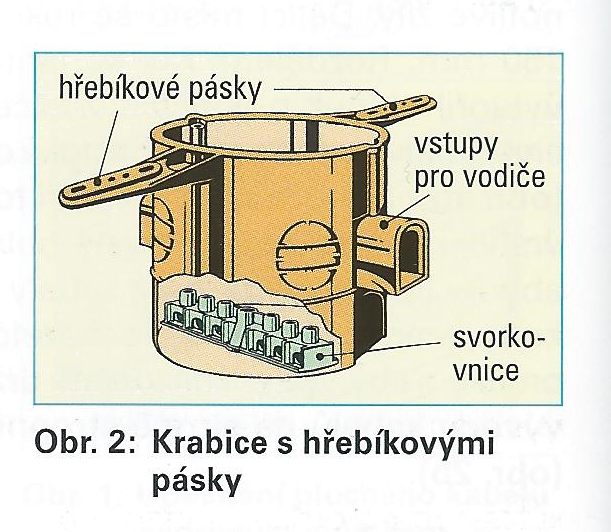 hřebíkové pásky
vstupy
pro vodiče
svorko-
vnice
Obr. 2: Krabice s hřebíkovými
pásky